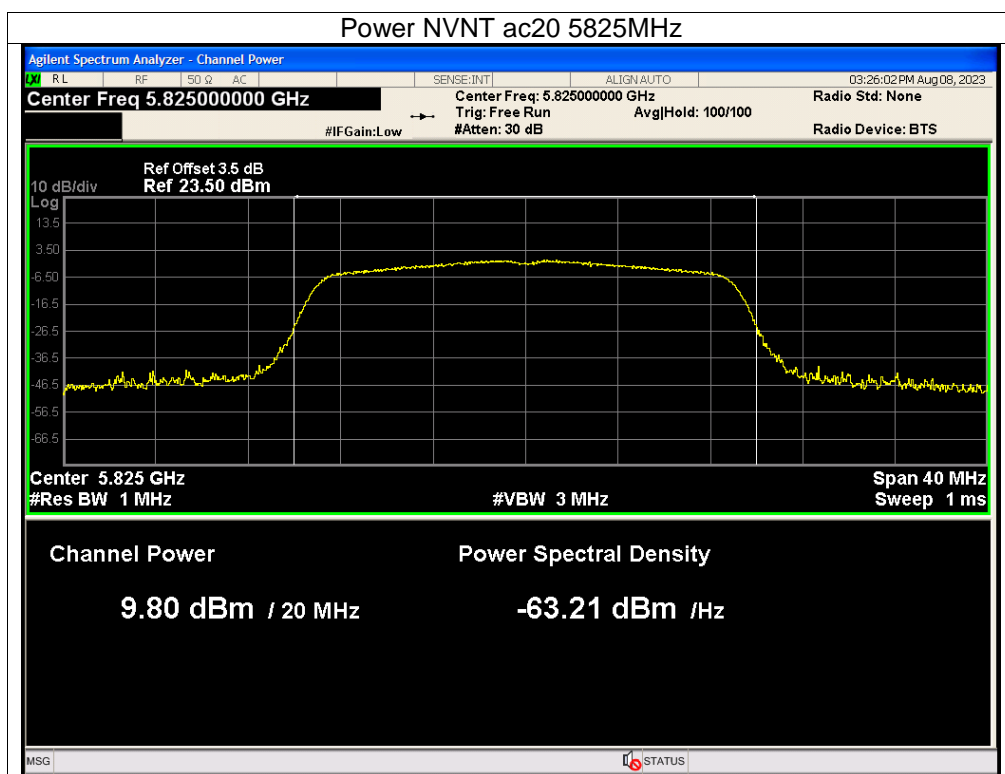 Power NVNT ac20 5825MHz
Agilent Spectrum Analyzer - Channel Power
LXI RL RF 50 Ω AC SENSE:INT ALIGN AUTO 03:26:02 PM Aug 08, 2023
Center Freq 5.825000000 GHz Center Freq: 5.825000000 GHz Radio Std: None
Trig: Free Run Avg|Hold: 100/100
#IFGain:Low #Atten: 30 dB Radio Device: BTS
Ref Offset 3.5 dB
10 dB/div Ref 23.50 dBm
Log
13.5
3.50
-6.50
-16.5
-26.5
-36.5
-46.5
-56.5
-66.5
Center 5.825 GHz Span 40 MHz
#Res BW 1 MHz #VBW 3 MHz Sweep 1 ms
Channel Power Power Spectral Density
9.80 dBm / 20 MHz -63.21 dBm /Hz
MSG STATUS